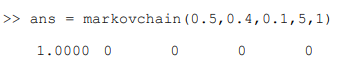 >> ans = markovchain(0.5,0.4,0.1,5,1)
1.0000 0 0 0 0